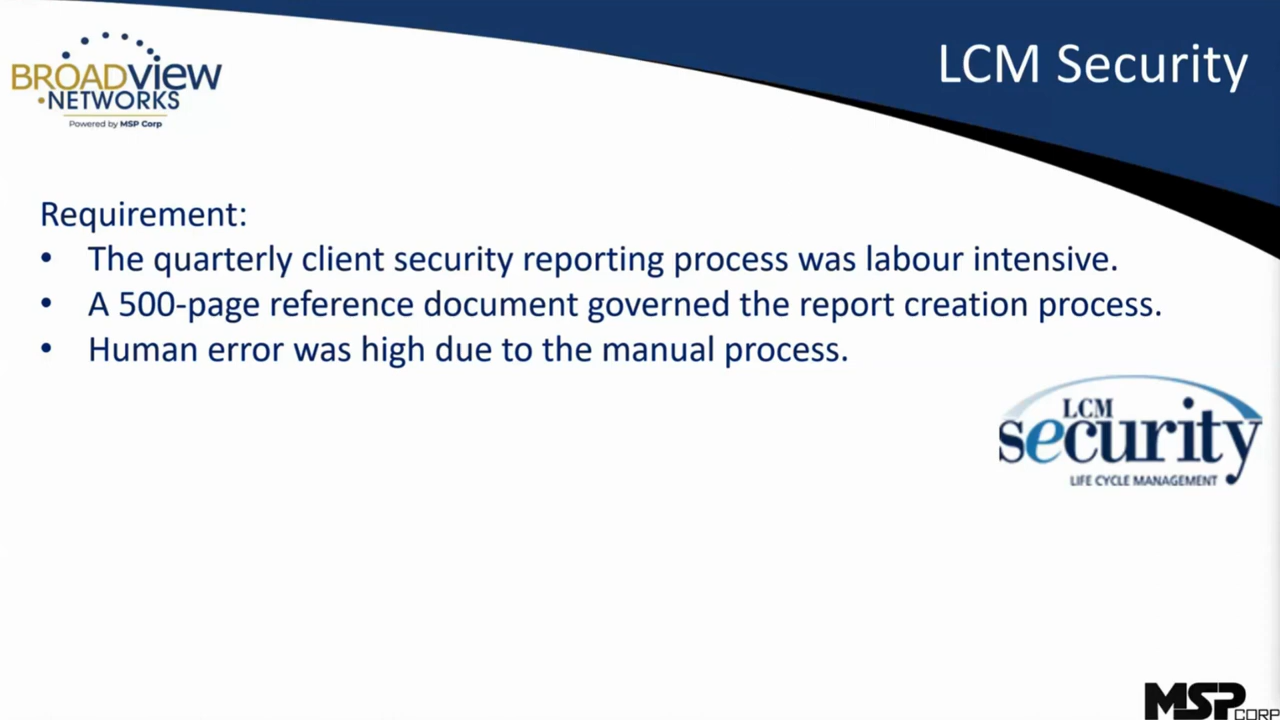 BROADVIEW
NETWORKS
Powered by MSP Corp
LCM Security
Requirement:
• The quarterly client security reporting process was labour intensive.
• A 500-page reference document governed the report creation process.
• Human error was high due to the manual process.
LCM
security
LIFE CYCLE MANAGEMENT
MSP
CORP